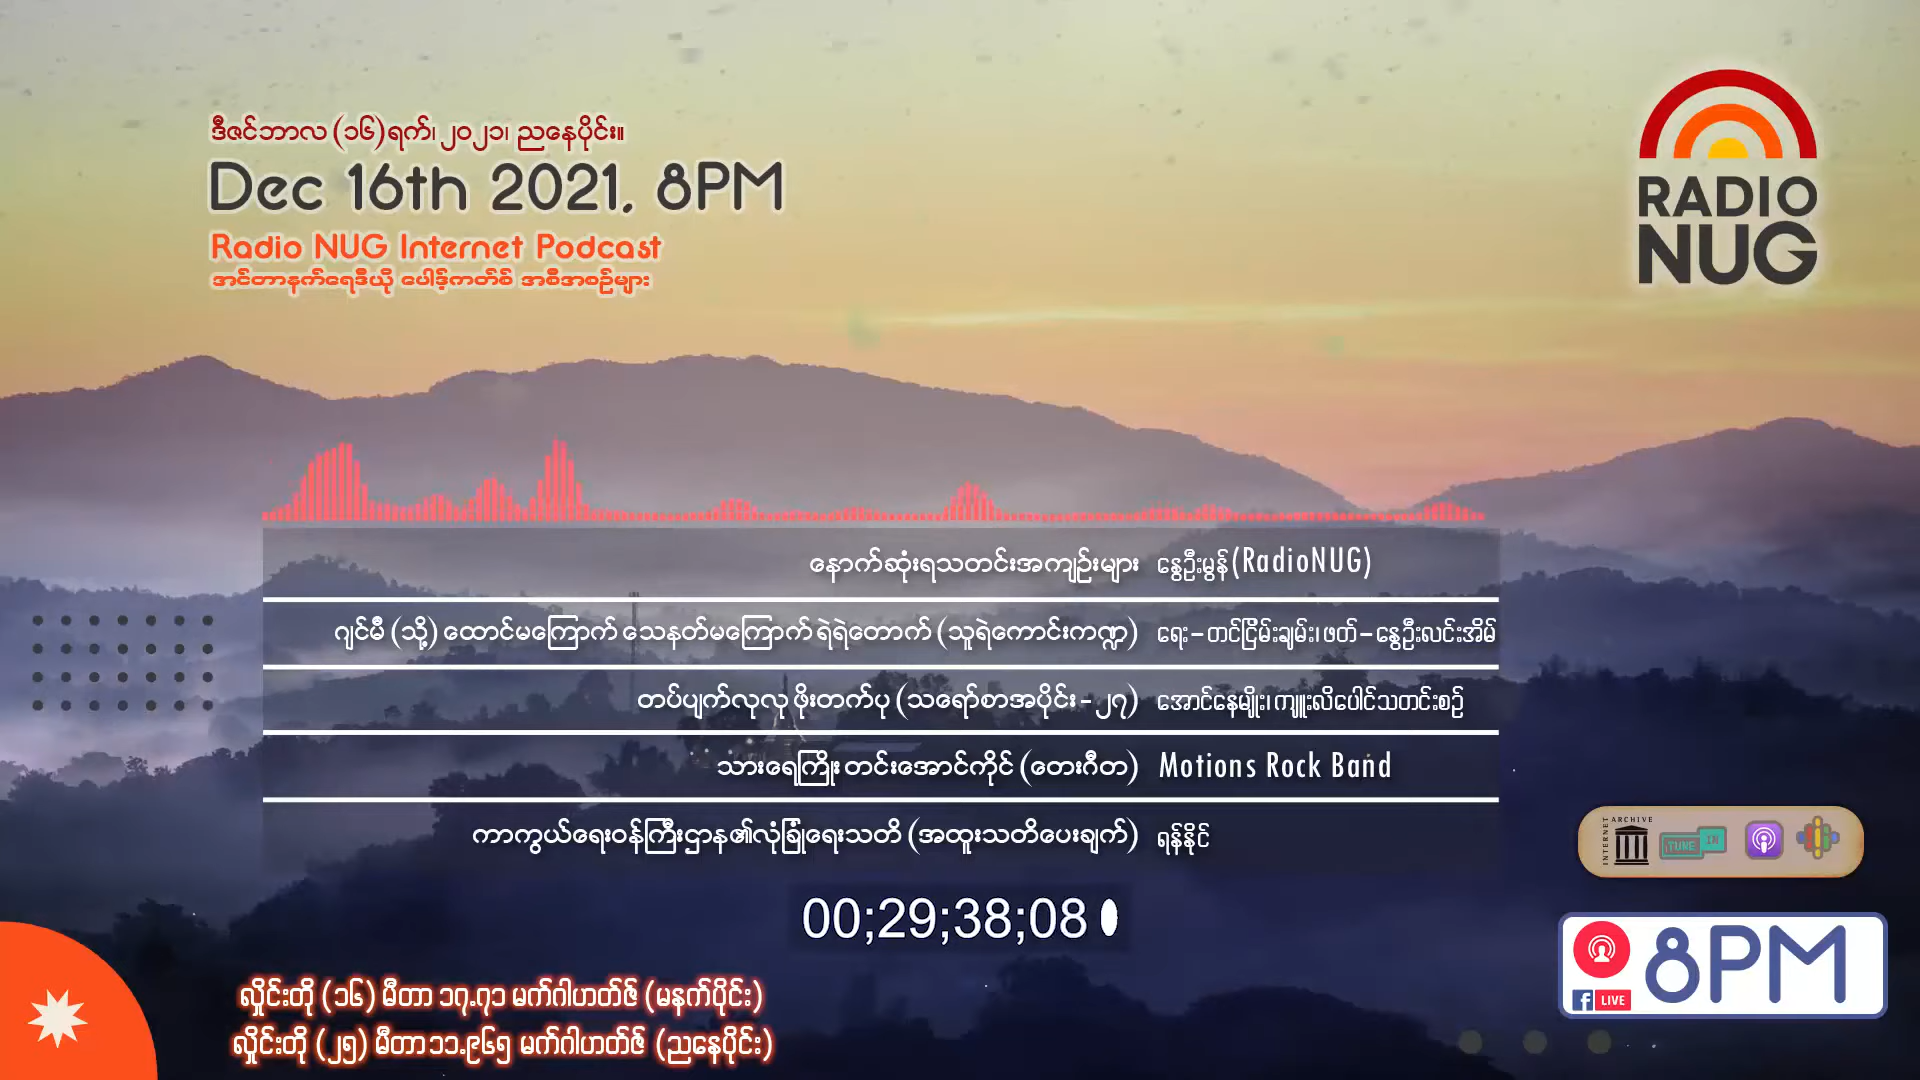 ဒီဇင်ဘာလ (၁၆)ရက်၊ ၂၀၂၁၊ ညနေပိုင်း။
Dec 16th 2021, 8PM
Radio NUG Internet Podcast
အင်တာနက်ရေဒီယို ပေါ့ဒ်ကတ်စ် အစီအစဉ်များ
RADIO
NUG
နောက်ဆုံးရသတင်းအကျဉ်းများ နွေဦးမွန်(RadioNUG)
ဂျင်မီ (သို့) ထောင်မကြောက် သေနတ်မကြောက် ရဲရဲတောက် (သူရဲကောင်းကဏ္ဍ) ရေး – တင်ငြိမ်းချမ်း၊ ဖတ် – နွေဦးလင်းအိမ်
တပ်ပျက်လုလု ဖိုးတက်ပု (သရော်စာအပိုင်း - ၂၇) အောင်နေမျိုး၊ ကျူးလိပေါင်သတင်းစဉ်
သားရေကြိုး တင်းအောင်ကိုင် (တေးဂီတ) Motions Rock Band
ကာကွယ်ရေးဝန်ကြီးဌာန၏လုံခြုံရေးသတိ (အထူးသတိပေးချက်) ရန်နိုင်
INTERNET ARCHIVE
TUNE IN
00;29;38;08
8PM
f LIVE
လှိုင်းတို (၁၆) မီတာ ၁၇.၇၁ မက်ဂါဟတ်ဇ် (မနက်ပိုင်း)
လှိုင်းတို (၂၅) မီတာ ၁၁.၉၆၅ မက်ဂါဟတ်ဇ် (ညနေပိုင်း)